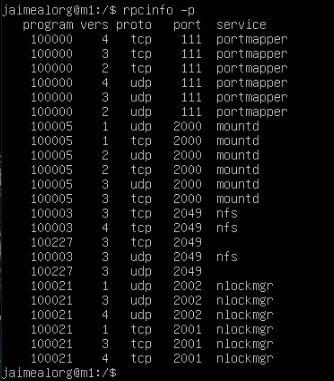 jaimealorg@m1:/$ rpcinfo -p
program vers proto port service
100000 4 tcp 111 portmapper
100000 3 tcp 111 portmapper
100000 2 tcp 111 portmapper
100000 4 udp 111 portmapper
100000 3 udp 111 portmapper
100000 2 udp 111 portmapper
100005 1 udp 2000 mountd
100005 1 tcp 2000 mountd
100005 2 udp 2000 mountd
100005 2 tcp 2000 mountd
100005 3 udp 2000 mountd
100005 3 tcp 2000 mountd
100003 3 tcp 2049 nfs
100003 4 tcp 2049 nfs
100227 3 tcp 2049
100003 3 udp 2049 nfs
100227 3 udp 2049
100021 1 udp 2002 nlockmgr
100021 3 udp 2002 nlockmgr
100021 4 udp 2002 nlockmgr
100021 1 tcp 2001 nlockmgr
100021 3 tcp 2001 nlockmgr
100021 4 tcp 2001 nlockmgr
jaimealorg@m1:/$